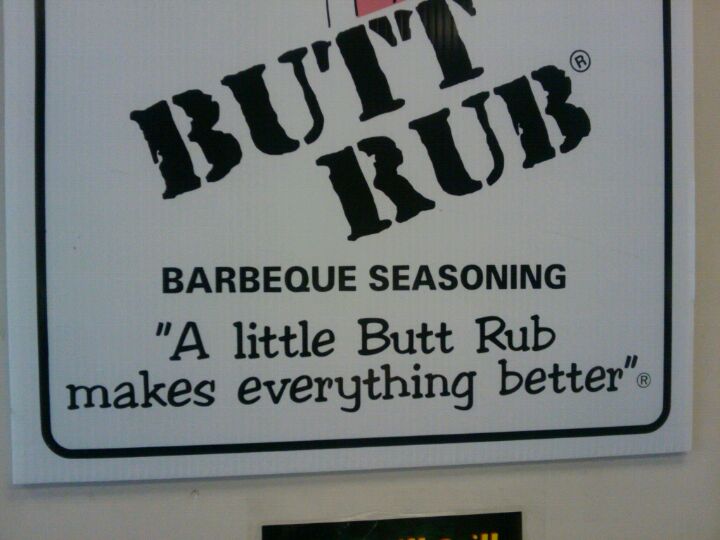 BUTT
RUB®
BARBEQUE SEASONING
"A little Butt Rub
makes everything better"®